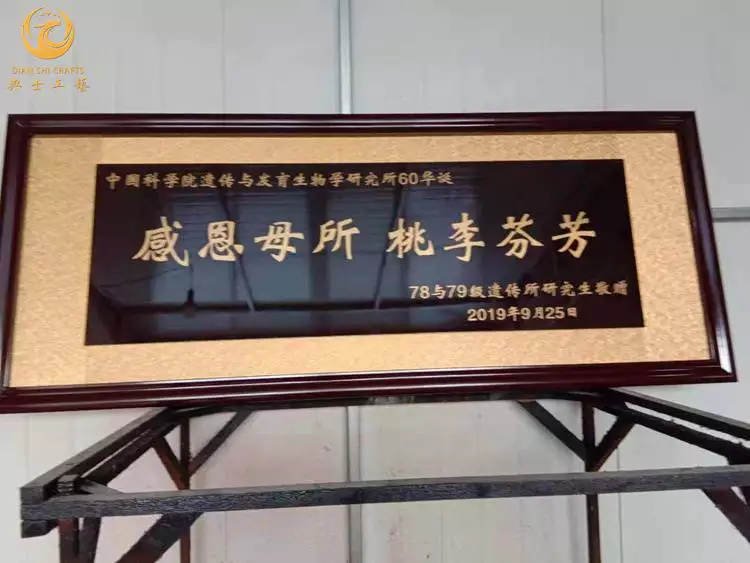 DIAN SHI CRAFTS
典士工藝
中国科学院遗传与发育生物学研究所60华诞
感恩母所 桃李芬芳
78与79级遗传所研究生敬赠
2019年9月25日